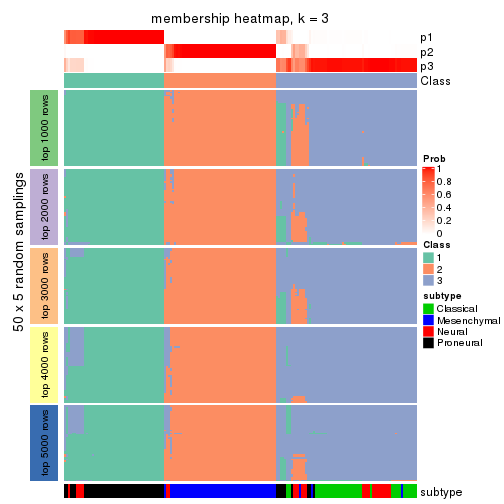 membership heatmap, k = 3
p1
p2
p3
Class
50 x 5 random samplings
top 1000 rows
top 2000 rows
top 3000 rows
top 4000 rows
top 5000 rows
Prob
1
0.8
0.6
0.4
0.2
0
Class
1
2
3
subtype
Classical
Mesenchymal
Neural
Proneural
subtype